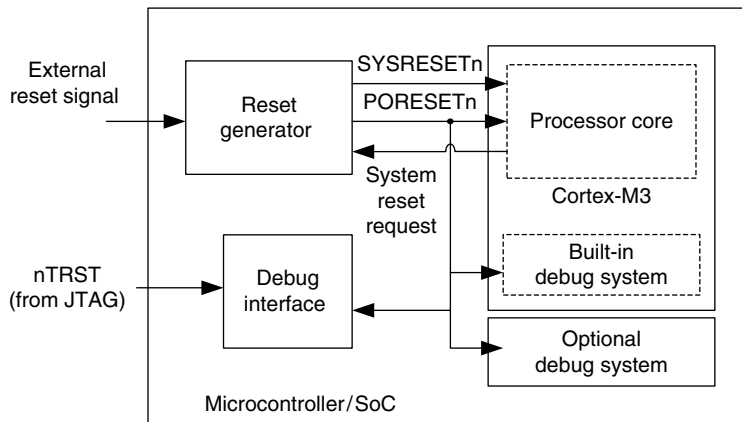 External
reset signal
Reset
generator
SYSRESETn
PORESETn
System
reset
request
Processor core
Cortex-M3
Built-in
debug system
nTRST
(from JTAG)
Debug
interface
Optional
debug system
Microcontroller/SoC